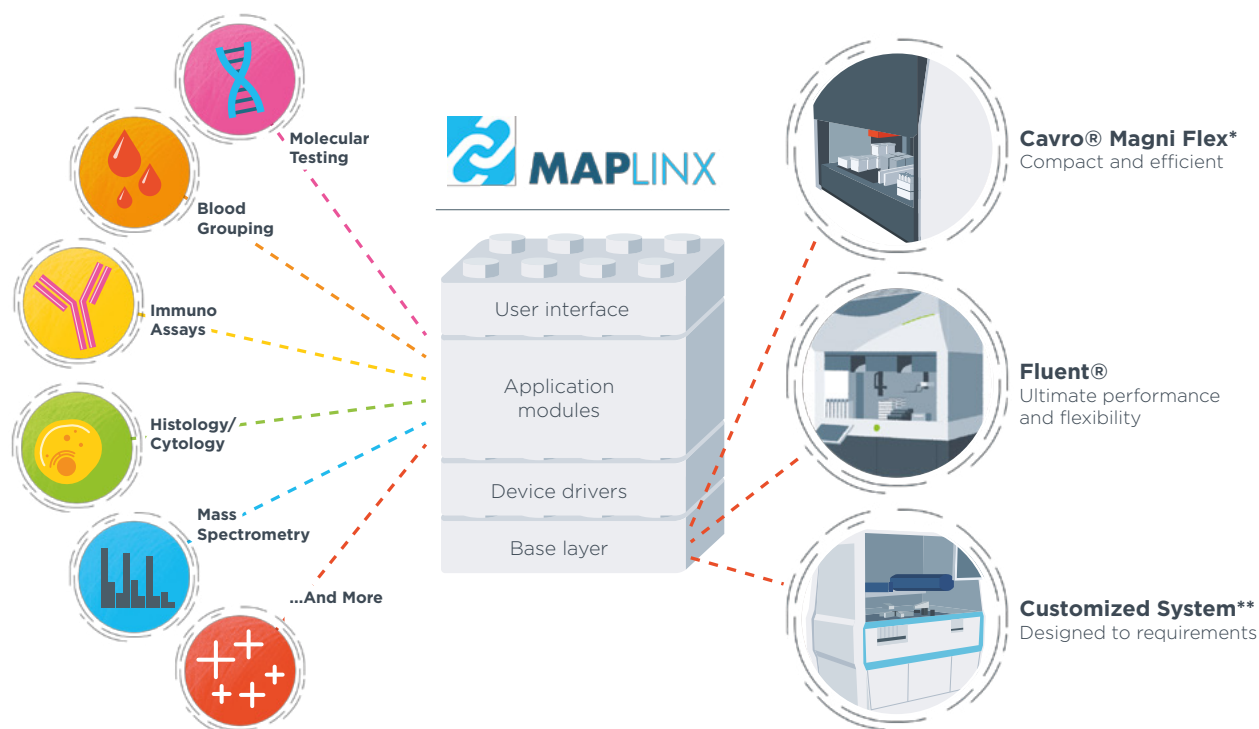 Molecular
Testing
Blood
Grouping
Immuno
Assays
Histology/
Cytology
Mass
Spectrometry
...And More
MAPLINX
User interface
Application
modules
Device drivers
Base layer
Cavro® Magni Flex*
Compact and efficient
Fluent®
Ultimate performance
and flexibility
Customized System**
Designed to requirements